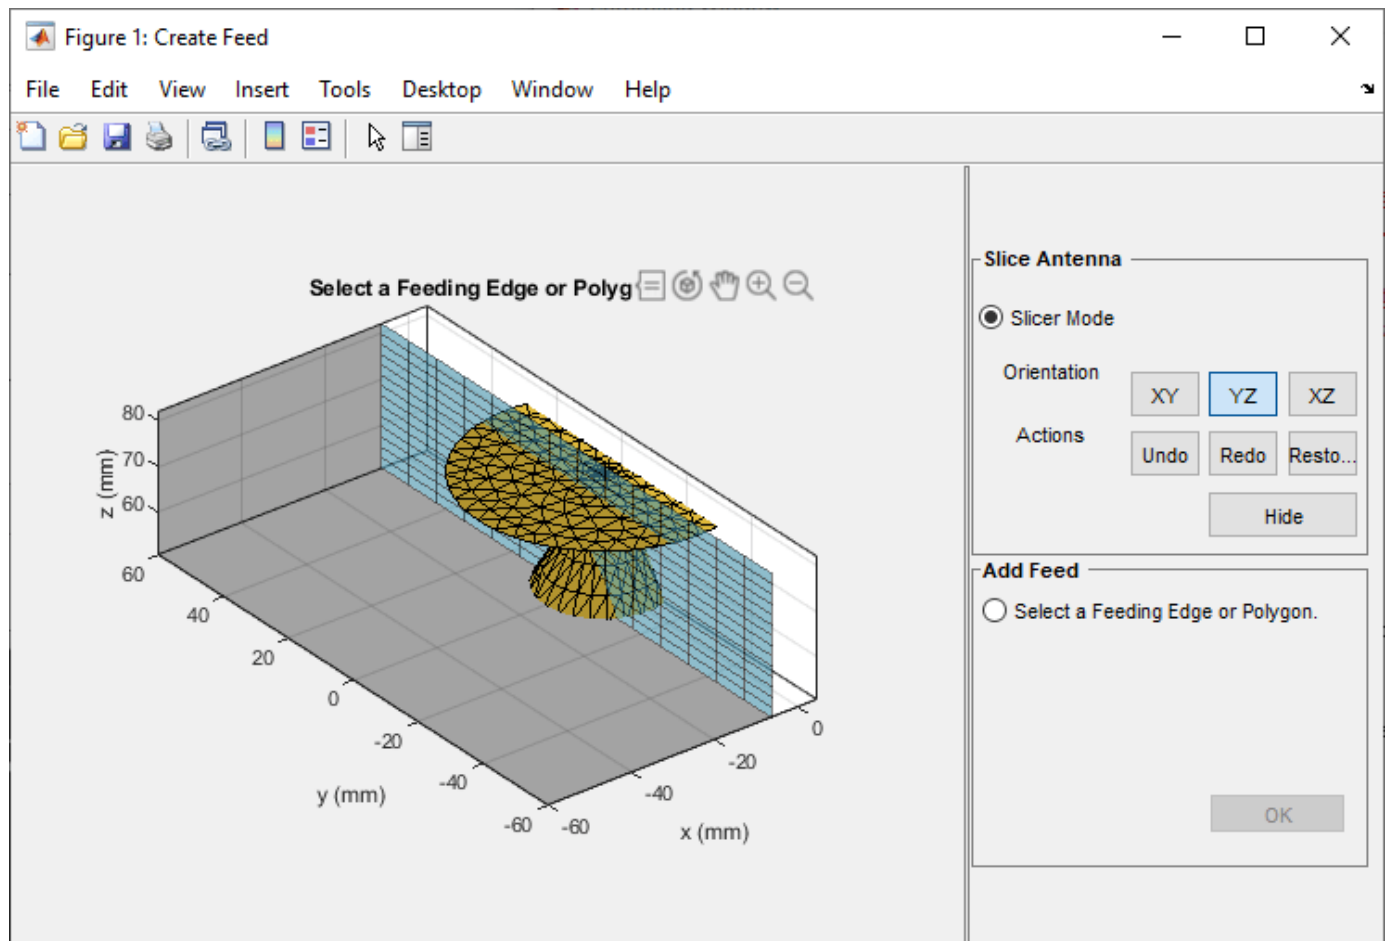 Figure 1: Create Feed
File Edit View Insert Tools Desktop Window Help
Select a Feeding Edge or Polyg
80
70
60
z (mm)
60
40
20
0
-20
-40
-60
y (mm)
-60
-40
-20
0
x (mm)
Slice Antenna
Slicer Mode
Orientation
XY YZ XZ
Actions
Undo Redo Resto...
Hide
Add Feed
Select a Feeding Edge or Polygon.
OK